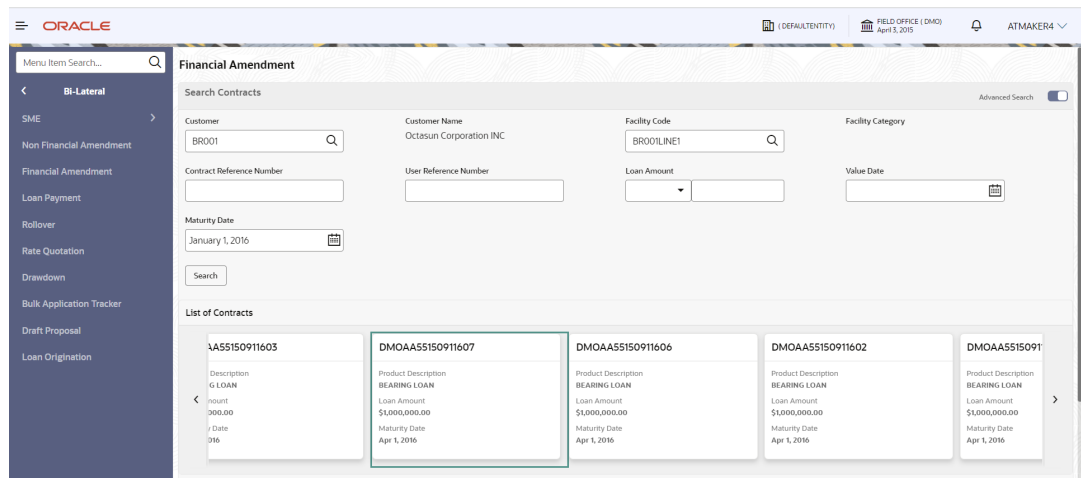 ORACLE
( DEFAULTENTITY)
FIELD OFFICE ( DMO)
April 3, 2015
ATMAKER4
Menu Item Search...
Bi-Lateral
SME
Non Financial Amendment
Financial Amendment
Loan Payment
Rollover
Rate Quotation
Drawdown
Bulk Application Tracker
Draft Proposal
Loan Origination
Financial Amendment
Search Contracts
Advanced Search
Customer
Customer Name
Facility Code
Facility Category
BR001
Octasun Corporation INC
BR001LINE1
Contract Reference Number
User Reference Number
Loan Amount
Value Date
Maturity Date
January 1, 2016
Search
List of Contracts
AA55150911603
Description
G LOAN
nount
000.00
y Date
016
DMOAA55150911607
Product Description
BEARING LOAN
Loan Amount
$1,000,000.00
Maturity Date
Apr 1, 2016
DMOAA55150911606
Product Description
BEARING LOAN
Loan Amount
$1,000,000.00
Maturity Date
Apr 1, 2016
DMOAA55150911602
Product Description
BEARING LOAN
Loan Amount
$1,000,000.00
Maturity Date
Apr 1, 2016
DMOAA5515091
Product Description
BEARING LOAN
Loan Amount
$1,000,000.00
Maturity Date
Apr 1, 2016